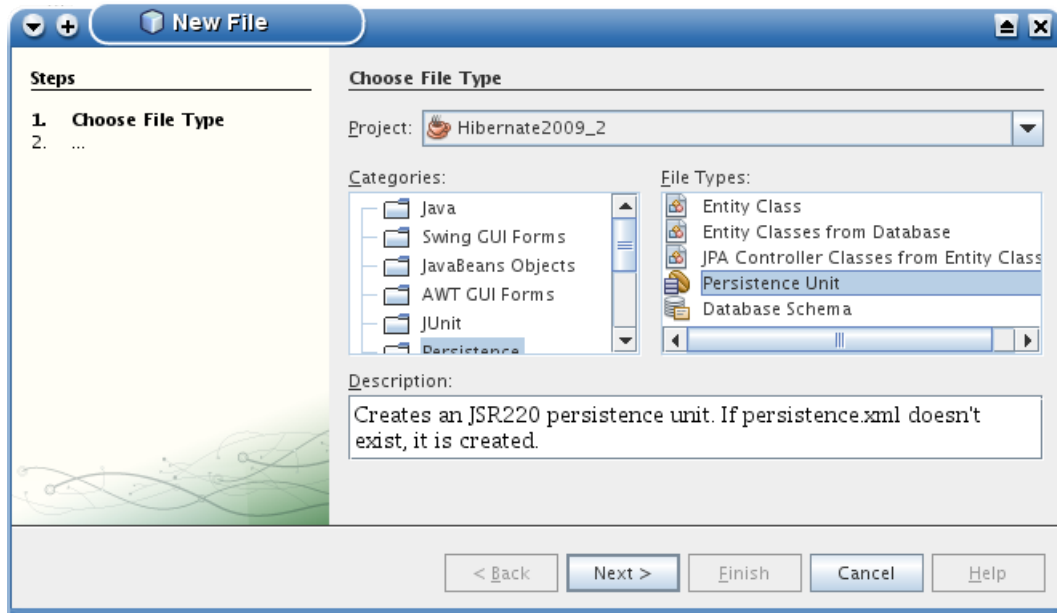 New File
Steps
1. Choose File Type
2. ...
Choose File Type
Project: Hibernate2009_2
Categories:
Java
Swing GUI Forms
JavaBeans Objects
AWT GUI Forms
JUnit
Persistence
File Types:
Entity Class
Entity Classes from Database
JPA Controller Classes from Entity Class
Persistence Unit
Database Schema
Description:
Creates an JSR220 persistence unit. If persistence.xml doesn't
exist, it is created.
< Back Next > Finish Cancel Help